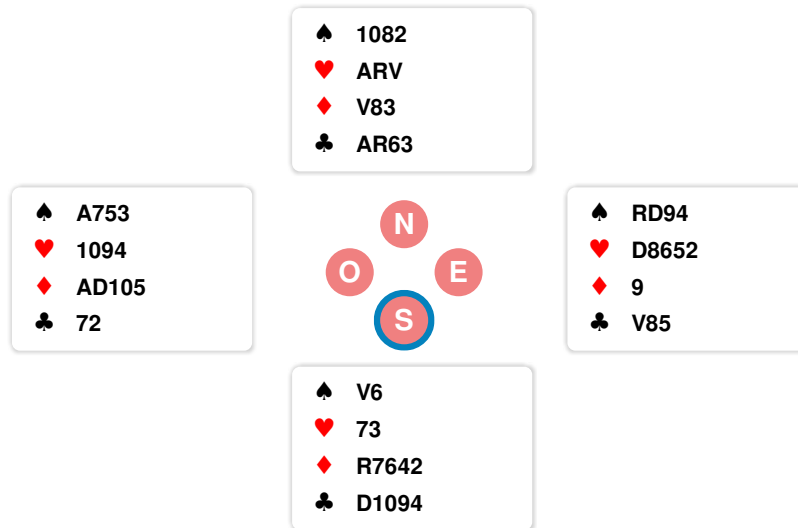 ♠ 1082
♥ ARV
♦ V83
♣ AR63
♠ A753
♥ 1094
♦ AD105
♣ 72
N
O E
S
♠ RD94
♥ D8652
♦ 9
♣ V85
♠ V6
♥ 73
♦ R7642
♣ D1094